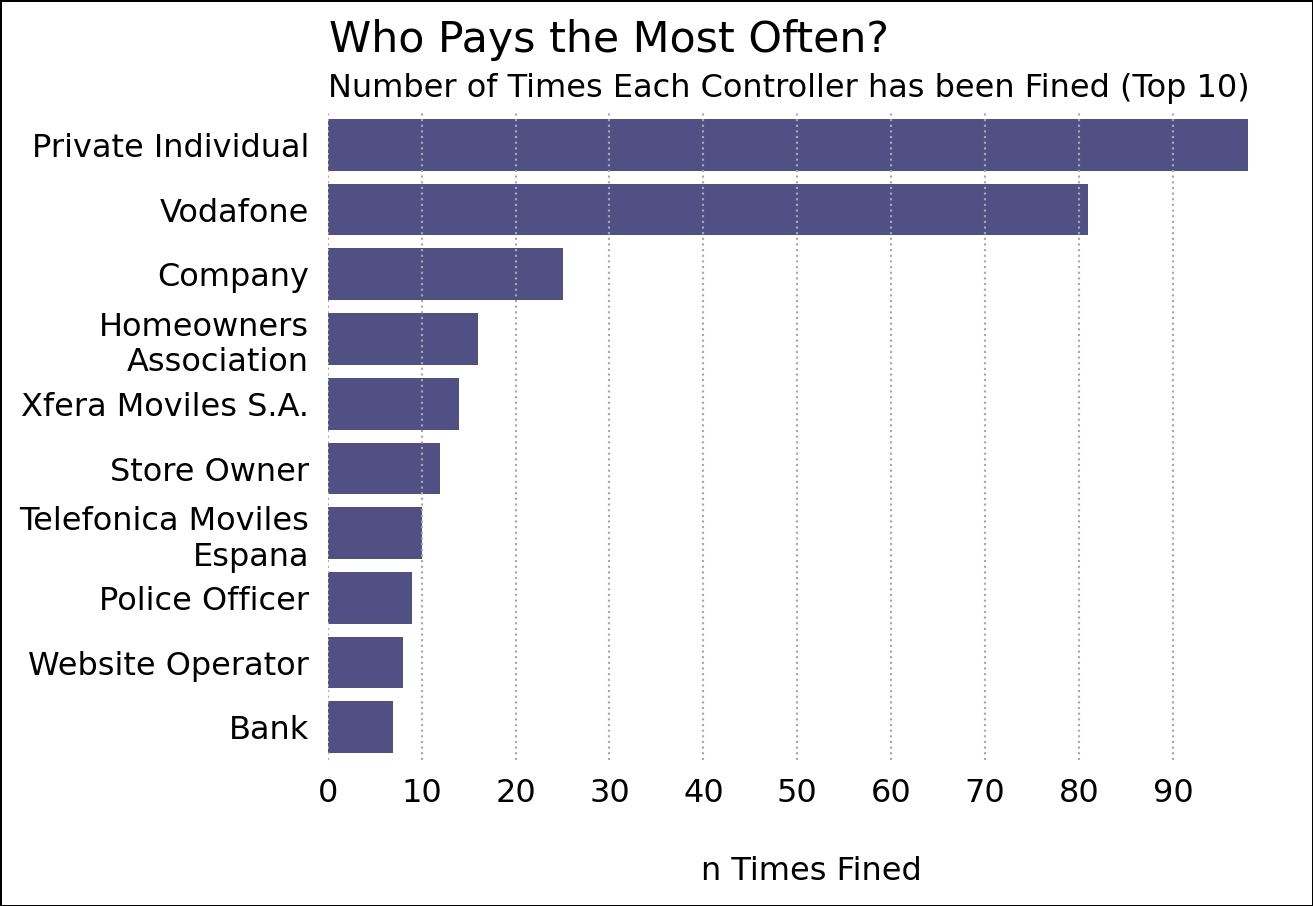 Who Pays the Most Often?
Number of Times Each Controller has been Fined (Top 10)
Private Individual
Vodafone
Company
Homeowners
Association
Xfera Moviles S.A.
Store Owner
Telefonica Moviles
Espana
Police Officer
Website Operator
Bank
0 10 20 30 40 50 60 70 80 90
n Times Fined